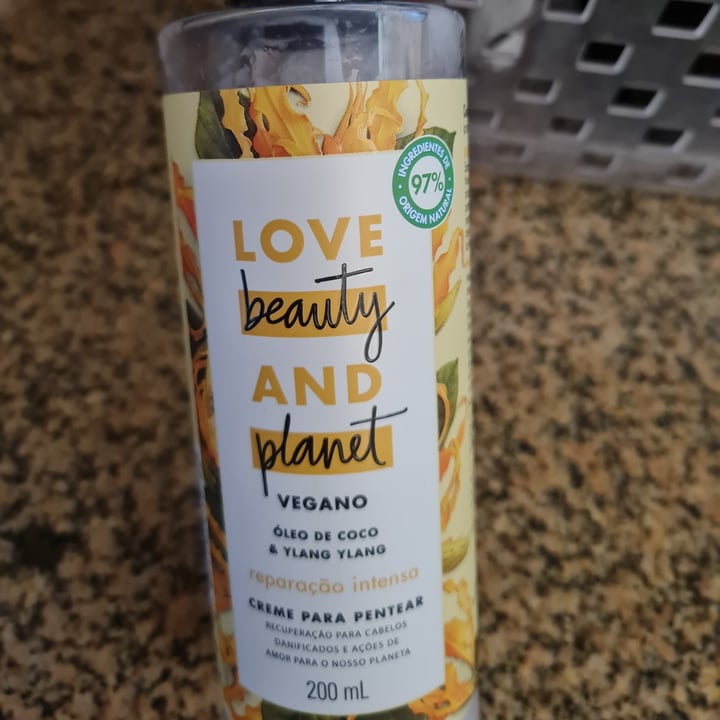 INGREDIENTES DE
97%
ORIGEM NATURAL
LOVE
beauty
AND
planet
VEGANO
ÓLEO DE COCO
& YLANG YLANG
reparação intensa
CREME PARA PENTEAR
RECUPERAÇÃO PARA CABELOS
DANIFICADOS E AÇÕES DE
AMOR PARA O NOSSO PLANETA
200 mL